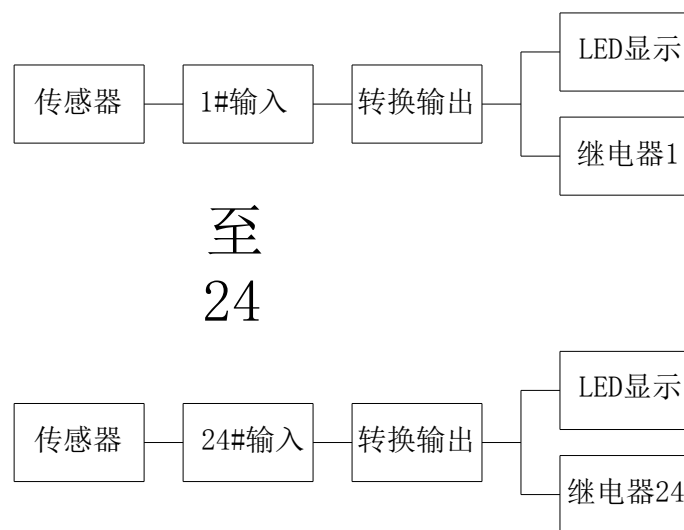 LED显示
传感器
1#输入
转换输出
继电器1
至
24
LED显示
传感器
24#输入
转换输出
继电器24